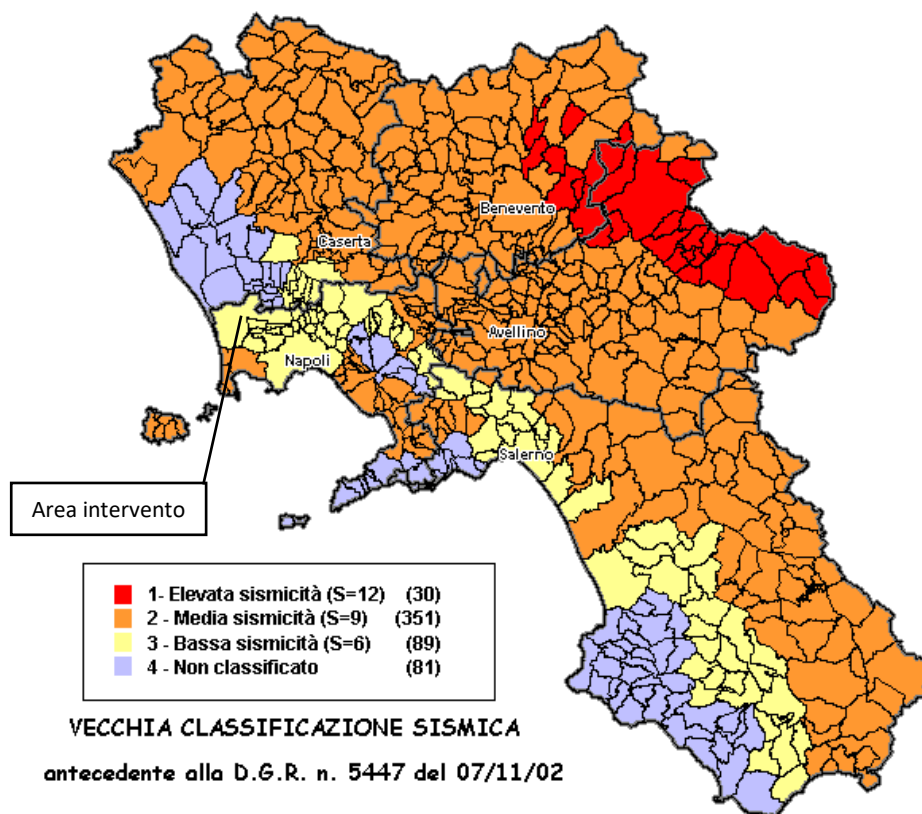 Benevento
Caserta
Avellino
Napoli
Salerno
Area intervento
1- Elevata sismicità (S=12) (30)
2 - Media sismicità (S=9) (351)
3 - Bassa sismicità (S=6) (89)
4 - Non classificato (81)
VECCHIA CLASSIFICAZIONE SISMICA
antecedente alla D.G.R. n. 5447 del 07/11/02